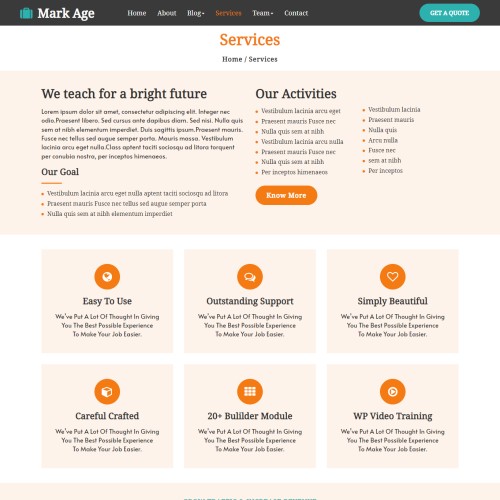 Mark Age
Home About Blog Services Team Contact
GET A QUOTE
Services
Home / Services
We teach for a bright future
Lorem ipsum dolor sit amet, consectetur adipiscing elit. Integer nec
odio.Praesent libero. Sed cursus ante dapibus diam. Sed nisi. Nulla quis
sem at nibh elementum imperdiet. Duis sagittis ipsum.Praesent mauris.
Fusce nec tellus sed augue semper porta. Mauris massa. Vestibulum
lacinia arcu eget nulla.Class aptent taciti sociosqu ad litora torquent
per conubia nostra, per inceptos himenaeos.
Our Goal
Vestibulum lacinia arcu eget nulla aptent taciti sociosqu ad litora
Praesent mauris Fusce nec tellus sed augue semper porta
Nulla quis sem at nibh elementum imperdiet
Our Activities
Vestibulum lacinia arcu eget
Praesent mauris Fusce nec
Nulla quis sem at nibh
Vestibulum lacinia arcu nulla
Praesent mauris Fusce nec
Nulla quis sem at nibh
Per inceptos himenaeos
Vestibulum lacinia
Praesent mauris
Nulla quis
Arcu nulla
Fusce nec
sem at nibh
Per inceptos
Know More
Easy To Use
We've Put A Lot Of Thought In Giving
You The Best Possible Experience
To Make Your Job Easier.
Outstanding Support
We've Put A Lot Of Thought In Giving
You The Best Possible Experience
To Make Your Job Easier.
Simply Beautiful
We've Put A Lot Of Thought In Giving
You The Best Possible Experience
To Make Your Job Easier.
Careful Crafted
We've Put A Lot Of Thought In Giving
You The Best Possible Experience
To Make Your Job Easier.
20+ Bulilder Module
We've Put A Lot Of Thought In Giving
You The Best Possible Experience
To Make Your Job Easier.
WP Video Training
We've Put A Lot Of Thought In Giving
You The Best Possible Experience
To Make Your Job Easier.